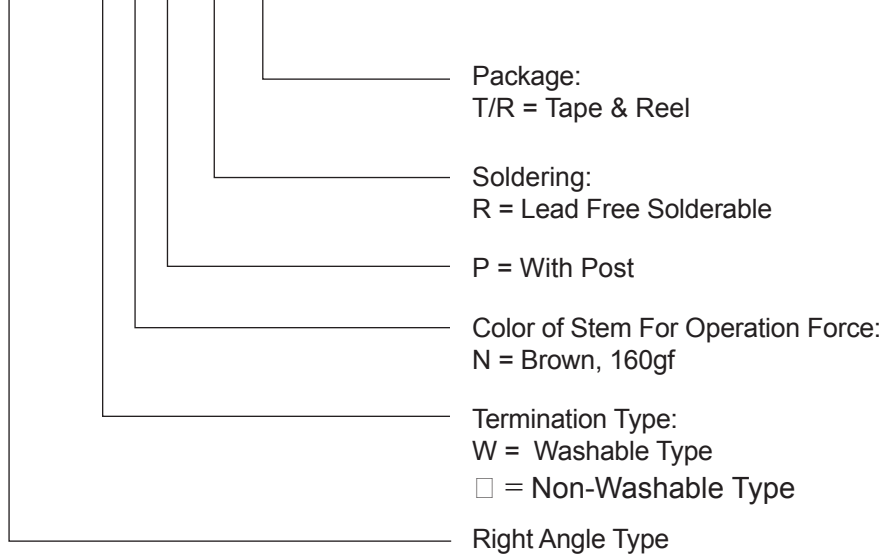 Package:
T/R = Tape & Reel
Soldering:
R = Lead Free Solderable
P = With Post
Color of Stem For Operation Force:
N = Brown, 160gf
Termination Type:
W =  Washable Type
□ = Non-Washable Type
Right Angle Type